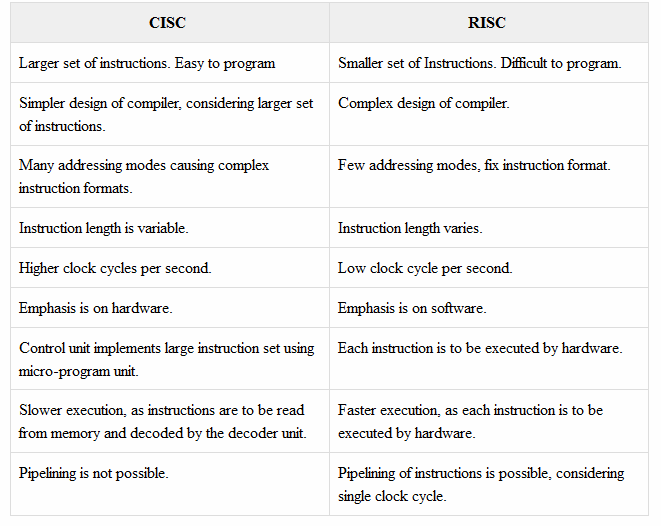 CISC
RISC
Larger set of instructions. Easy to program
Smaller set of Instructions. Difficult to program.
Simpler design of compiler, considering larger set
of instructions.
Complex design of compiler.
Many addressing modes causing complex
instruction formats.
Few addressing modes, fix instruction format.
Instruction length is variable.
Instruction length varies.
Higher clock cycles per second.
Low clock cycle per second.
Emphasis is on hardware.
Emphasis is on software.
Control unit implements large instruction set using
micro-program unit.
Each instruction is to be executed by hardware.
Slower execution, as instructions are to be read
from memory and decoded by the decoder unit.
Faster execution, as each instruction is to be
executed by hardware.
Pipelining is not possible.
Pipelining of instructions is possible, considering
single clock cycle.